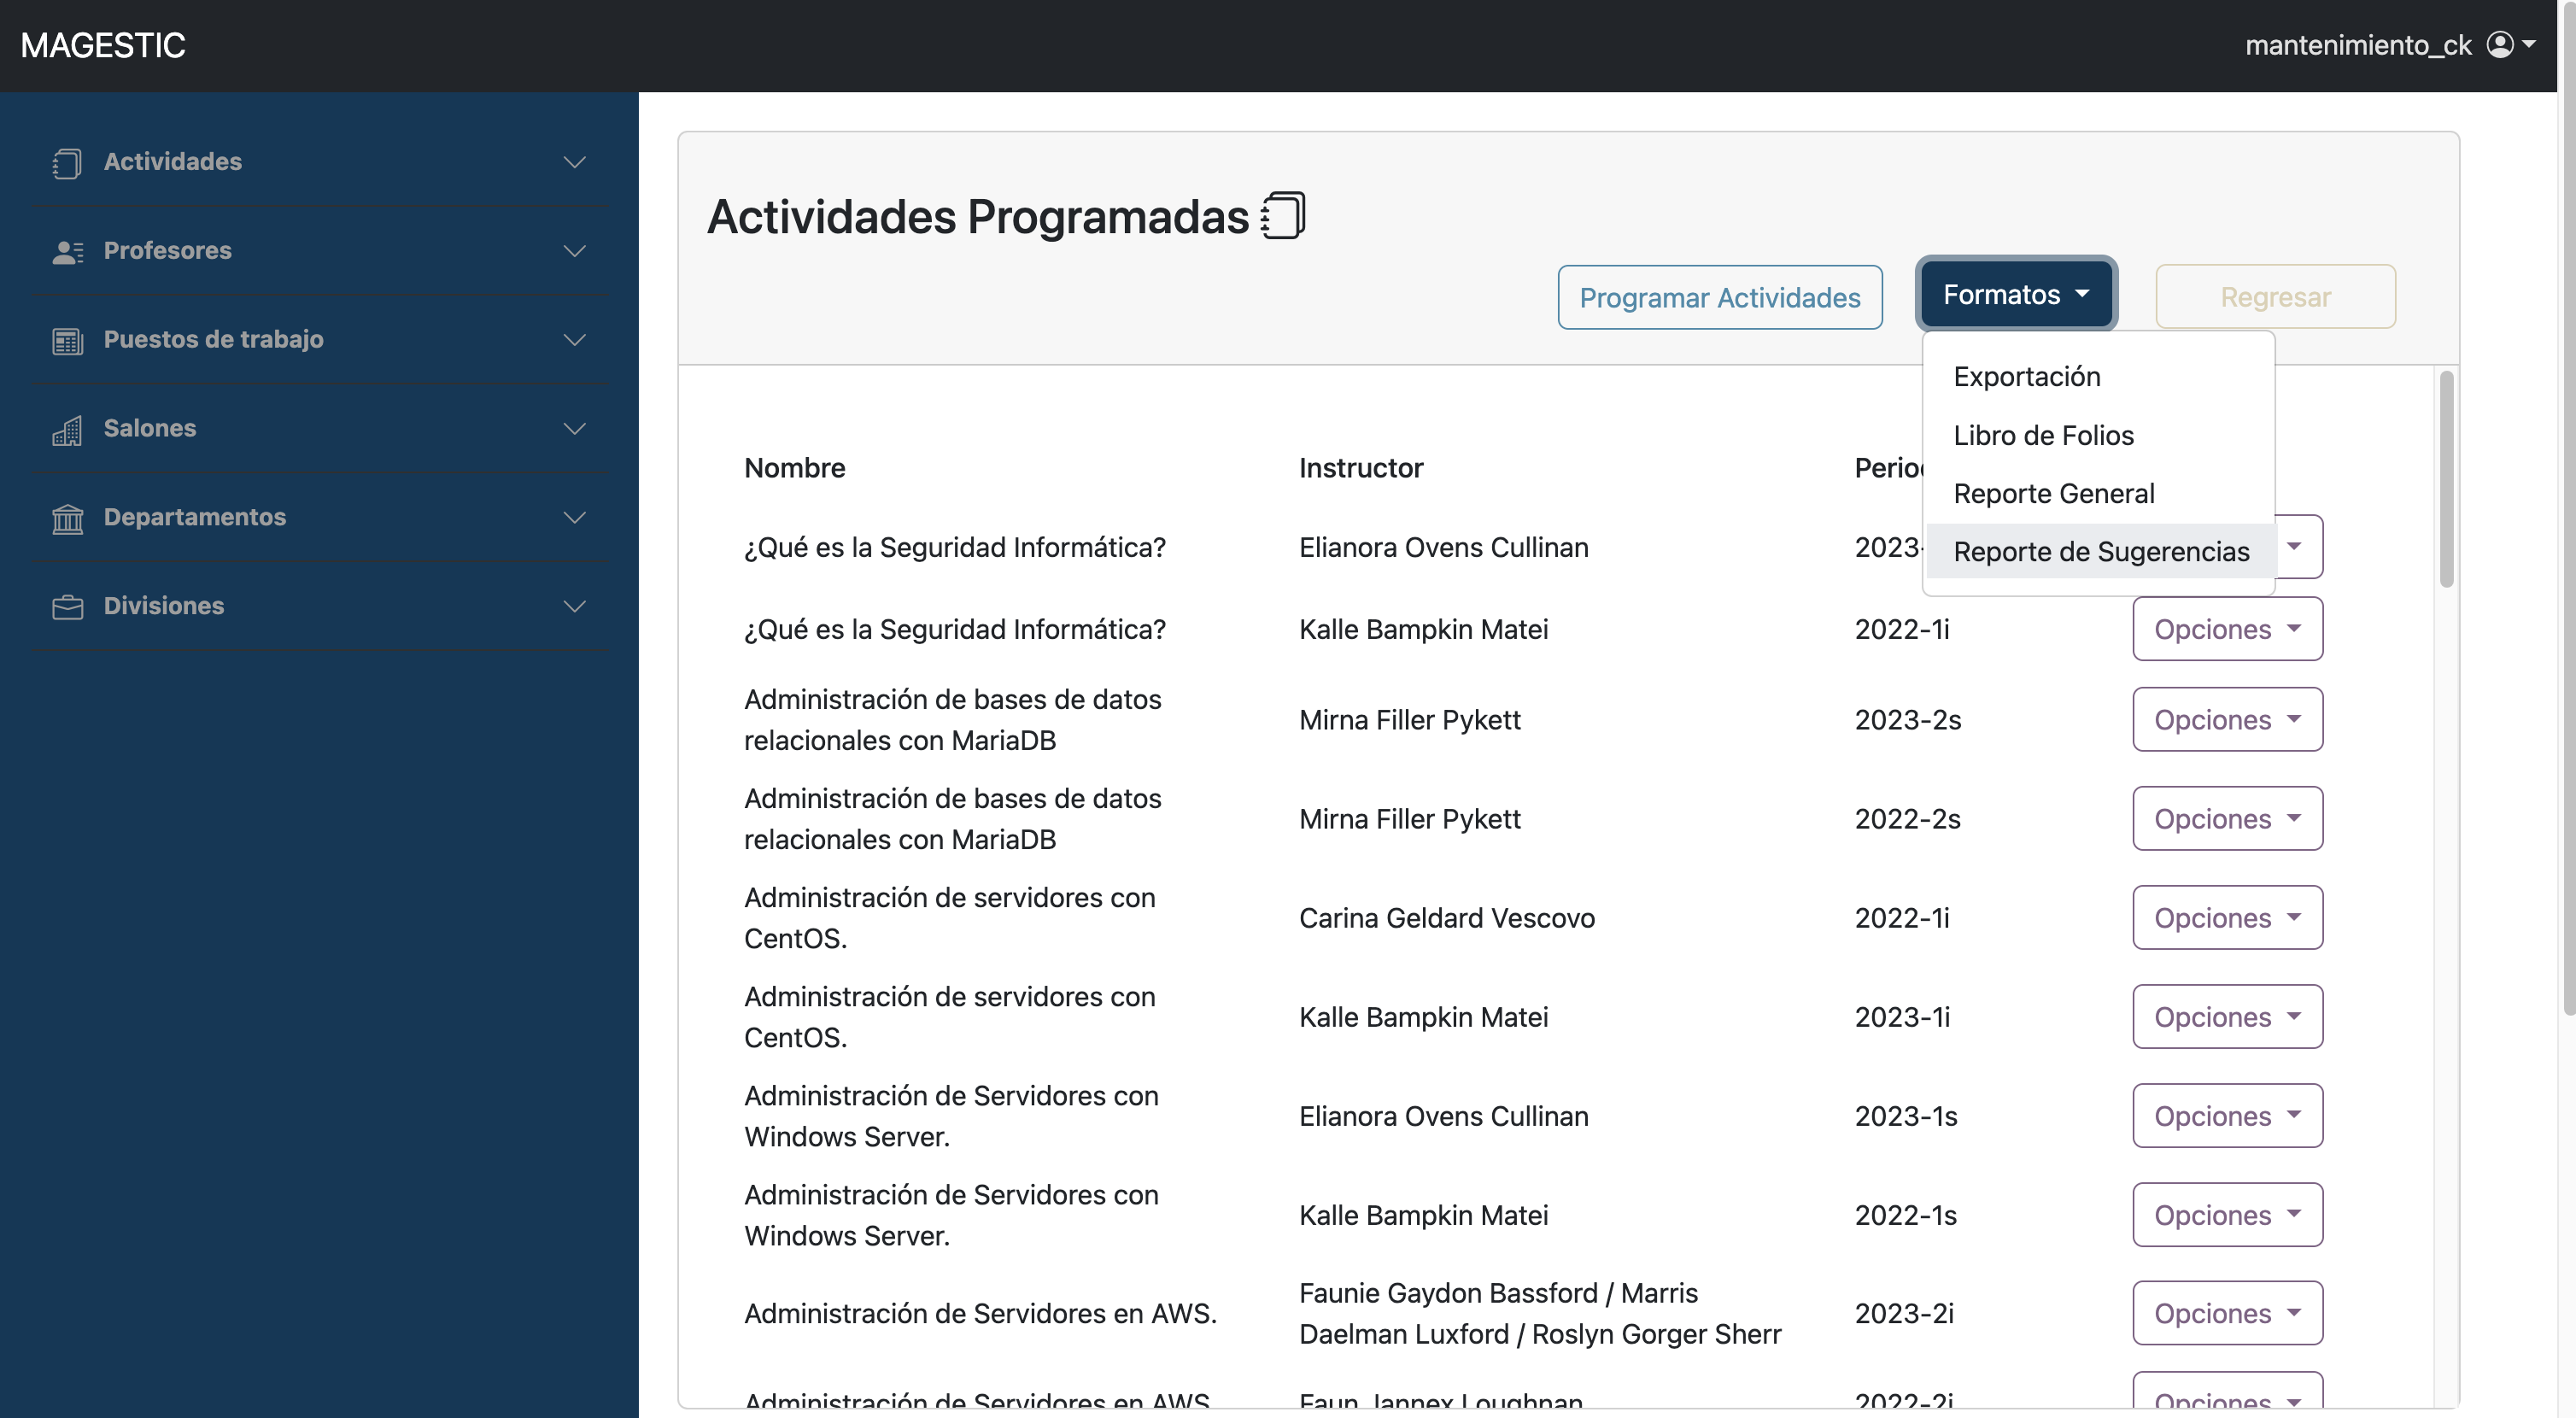 MAGESTIC
mantenimiento_ck
Actividades
Profesores
Puestos de trabajo
Salones
Departamentos
Divisiones
Actividades Programadas
Programar Actividades
Formatos
Regresar
Exportación
Libro de Folios
Reporte General
Reporte de Sugerencias
Nombre
Instructor
¿Qué es la Seguridad Informática?
Elianora Ovens Cullinan
2023-
¿Qué es la Seguridad Informática?
Kalle Bampkin Matei
2022-1i
Opciones
Administración de bases de datos
relacionales con MariaDB
Mirna Filler Pykett
2023-2s
Opciones
Administración de bases de datos
relacionales con MariaDB
Mirna Filler Pykett
2022-2s
Opciones
Administración de servidores con
CentOS.
Carina Geldard Vescovo
2022-1i
Opciones
Administración de servidores con
CentOS.
Kalle Bampkin Matei
2023-1i
Opciones
Administración de Servidores con
Windows Server.
Elianora Ovens Cullinan
2023-1s
Opciones
Administración de Servidores con
Windows Server.
Kalle Bampkin Matei
2022-1s
Opciones
Administración de Servidores en AWS.
Faunie Gaydon Bassford / Marris
Daelman Luxford / Roslyn Gorger Sherr
2023-2i
Opciones
Administración de Servidores en AWS
Faun Jannex Loughnan
2022-2i
Opciones